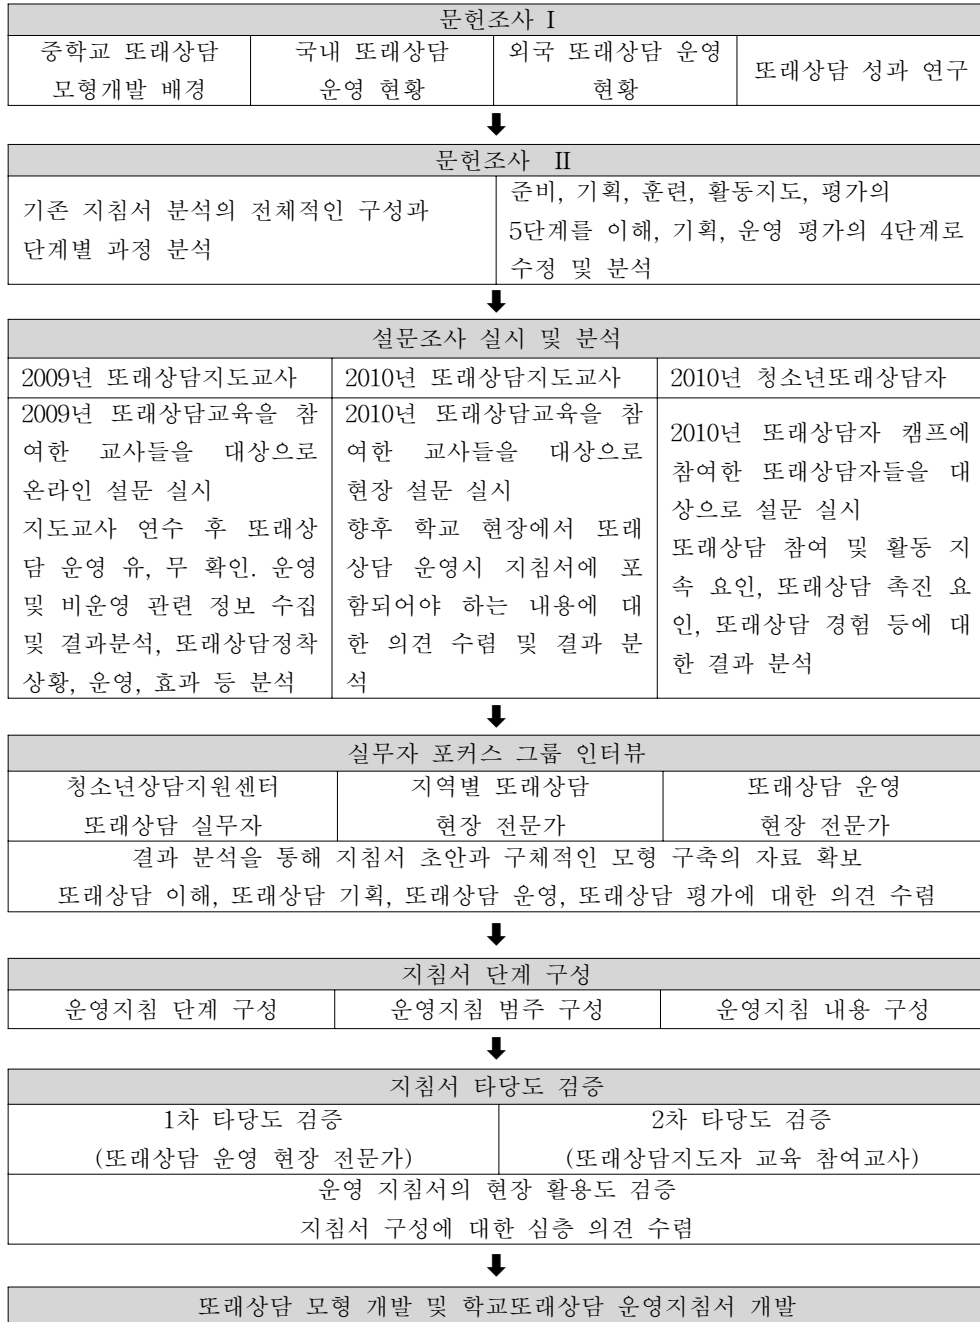 문헌조사 Ⅰ
중학교 또래상담
모형개발 배경
국내 또래상담
운영 현황
외국 또래상담 운영
현황
또래상담 성과 연구
문헌조사 Ⅱ
기존 지침서 분석의 전체적인 구성과
단계별 과정 분석
준비, 기획, 훈련, 활동지도, 평가의
5단계를 이해, 기획, 운영 평가의 4단계로
수정 및 분석
설문조사 실시 및 분석
2009년 또래상담지도교사
2010년 또래상담지도교사
2010년 청소년또래상담자
2009년 또래상담교육을 참
여한 교사들을 대상으로
온라인 설문 실시
지도교사 연수 후 또래상
담 운영 유, 무 확인. 운영
및 비운영 관련 정보 수집
및 결과분석, 또래상담정착
상황, 운영, 효과 등 분석
2010년 또래상담교육을 참
여한 교사들을 대상으로
현장 설문 실시
향후 학교 현장에서 또래
상담 운영시 지침서에 포
함되어야 하는 내용에 대
한 의견 수렴 및 결과 분
석
2010년 또래상담자 캠프에
참여한 또래상담자들을 대
상으로 설문 실시
또래상담 참여 및 활동 지
속 요인, 또래상담 촉진 요
인, 또래상담 경험 등에 대
한 결과 분석
실무자 포커스 그룹 인터뷰
청소년상담지원센터
또래상담 실무자
지역별 또래상담
현장 전문가
또래상담 운영
현장 전문가
결과 분석을 통해 지침서 초안과 구체적인 모형 구축의 자료 확보
또래상담 이해, 또래상담 기획, 또래상담 운영, 또래상담 평가에 대한 의견 수렴
지침서 단계 구성
운영지침 단계 구성
운영지침 범주 구성
운영지침 내용 구성
지침서 타당도 검증
1차 타당도 검증
(또래상담 운영 현장 전문가)
2차 타당도 검증
(또래상담지도자 교육 참여교사)
운영 지침서의 현장 활용도 검증
지침서 구성에 대한 심층 의견 수렴
또래상담 모형 개발 및 학교또래상담 운영지침서 개발